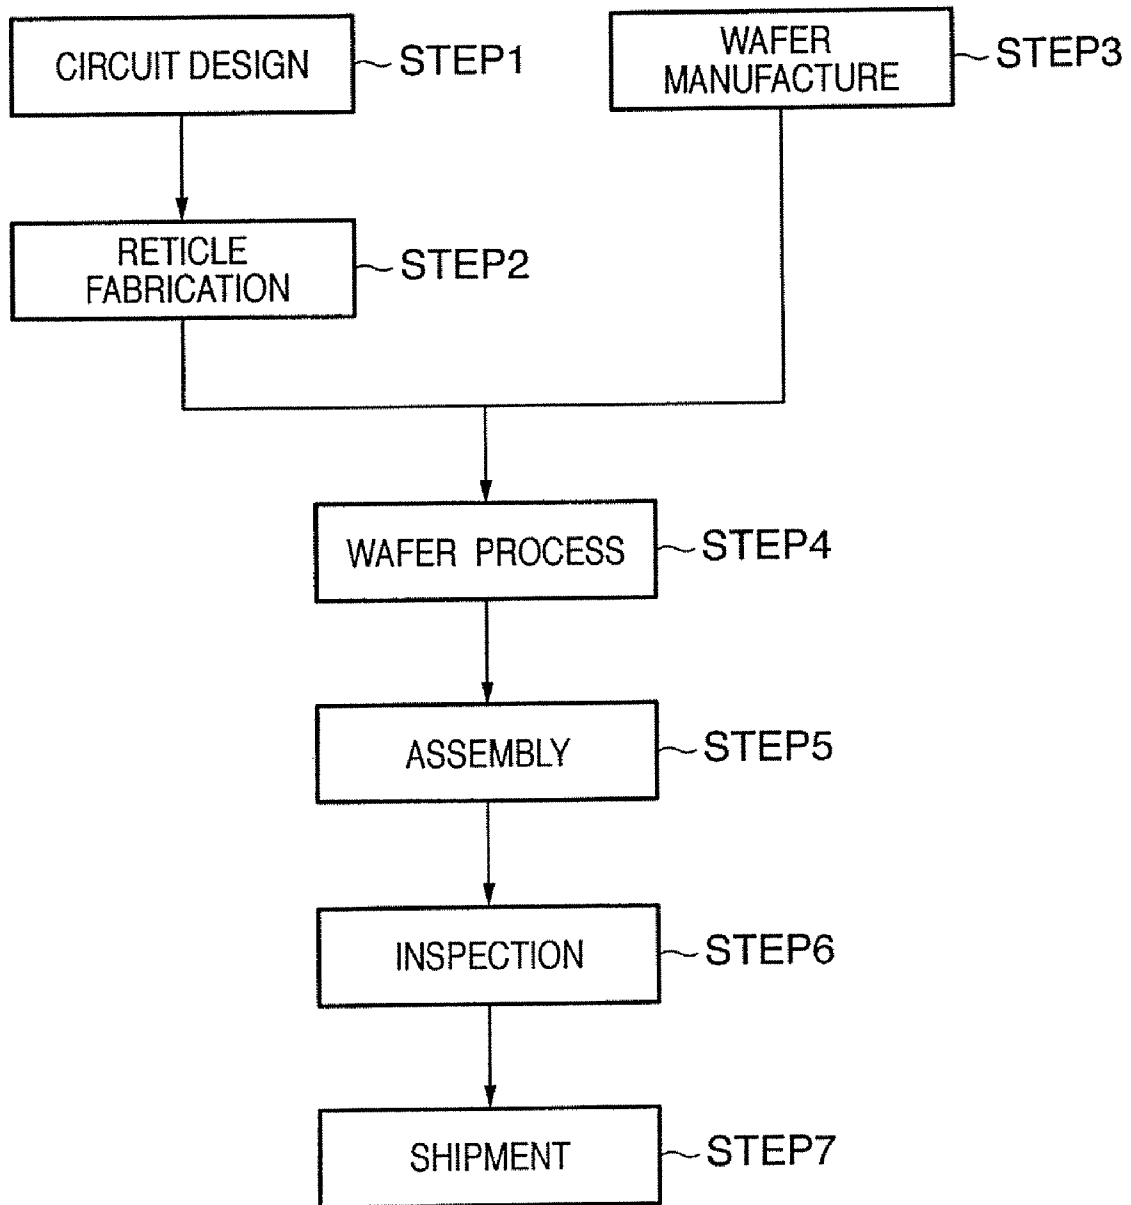 CIRCUIT DESIGN
STEP1
WAFER
MANUFACTURE
STEP3
RETICLE
FABRICATION
STEP2
WAFER PROCESS
STEP4
ASSEMBLY
STEP5
INSPECTION
STEP6
SHIPMENT
STEP7